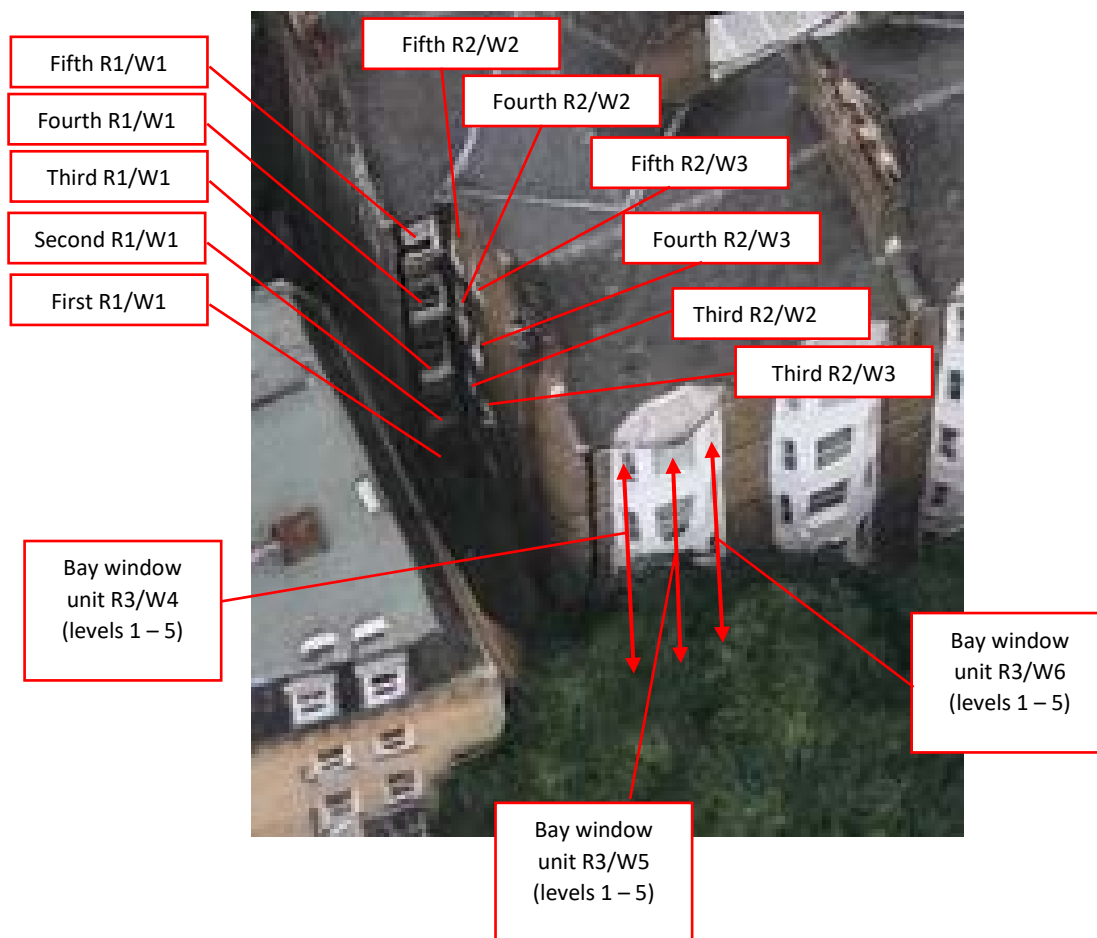 Fifth R1/W1
Fourth R1/W1
Third R1/W1
Second R1/W1
First R1/W1
Fifth R2/W2
Fourth R2/W2
Fifth R2/W3
Fourth R2/W3
Third R2/W2
Third R2/W3
Bay window
unit R3/W4
(levels 1 – 5)
Bay window
unit R3/W6
(levels 1 – 5)
Bay window
unit R3/W5
(levels 1 – 5)